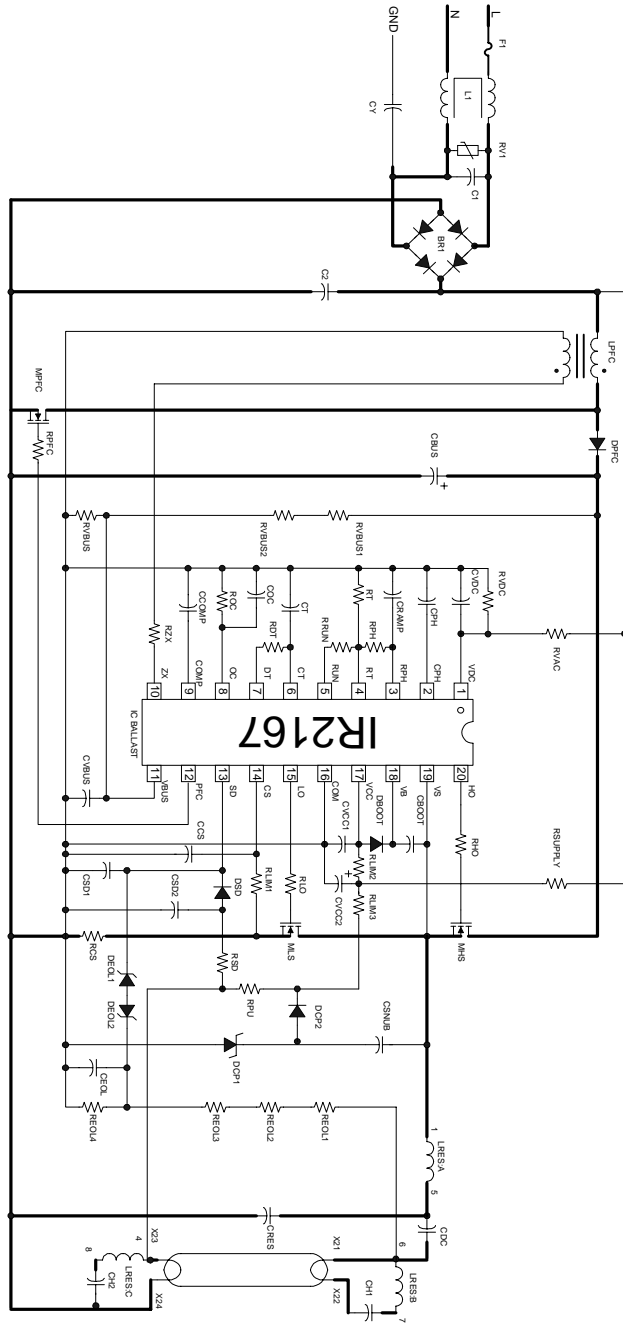 L
N
GND
F1
L1
CY
RV1
C1
BR1
C2
LPFC
MPFC
RPFC
DPFC
CBUS
+
RVBUS
RVBUS2
RVBUS1
CCOMP
ROC
COC
CT
RDT
RT
RRUN
RPH
CRAMP
CPH
CVDC
RVDC
RVAC
RZX
ZX
COMP
OC
DT
CT
RUN
RT
RPH
CPH
VDC
10
9
8
7
6
5
4
3
2
1
IC BALLAST
IR2167
11
12
13
14
15
16
17
18
19
20
VBUS
PFC
SD
CS
LO
COM
VCC
VB
VS
HO
CVBUS
CCS
CVCC1
DBOOT
CBOOT
RLIM2
+
CVCC2
RLIM3
RHO
RSUPPLY
CSD1
CSD2
DSD
RLIM1
RLO
MLS
MHS
RCS
RSD
DEOL1
DEOL2
RPU
DCP2
DCP1
CSNUB
CEOL
REOL4
REOL3
REOL2
REOL1
1
LRES:A
5
CDC
CRES
X23
X21
4
6
8
LRES:C
LRES:B
CH2
CH1
7
X24
X22